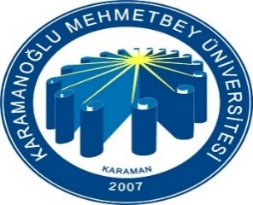 KARAMANOĞLU MEHMETBEY ÜNİVERSİTESİ
KARAMAN
2007